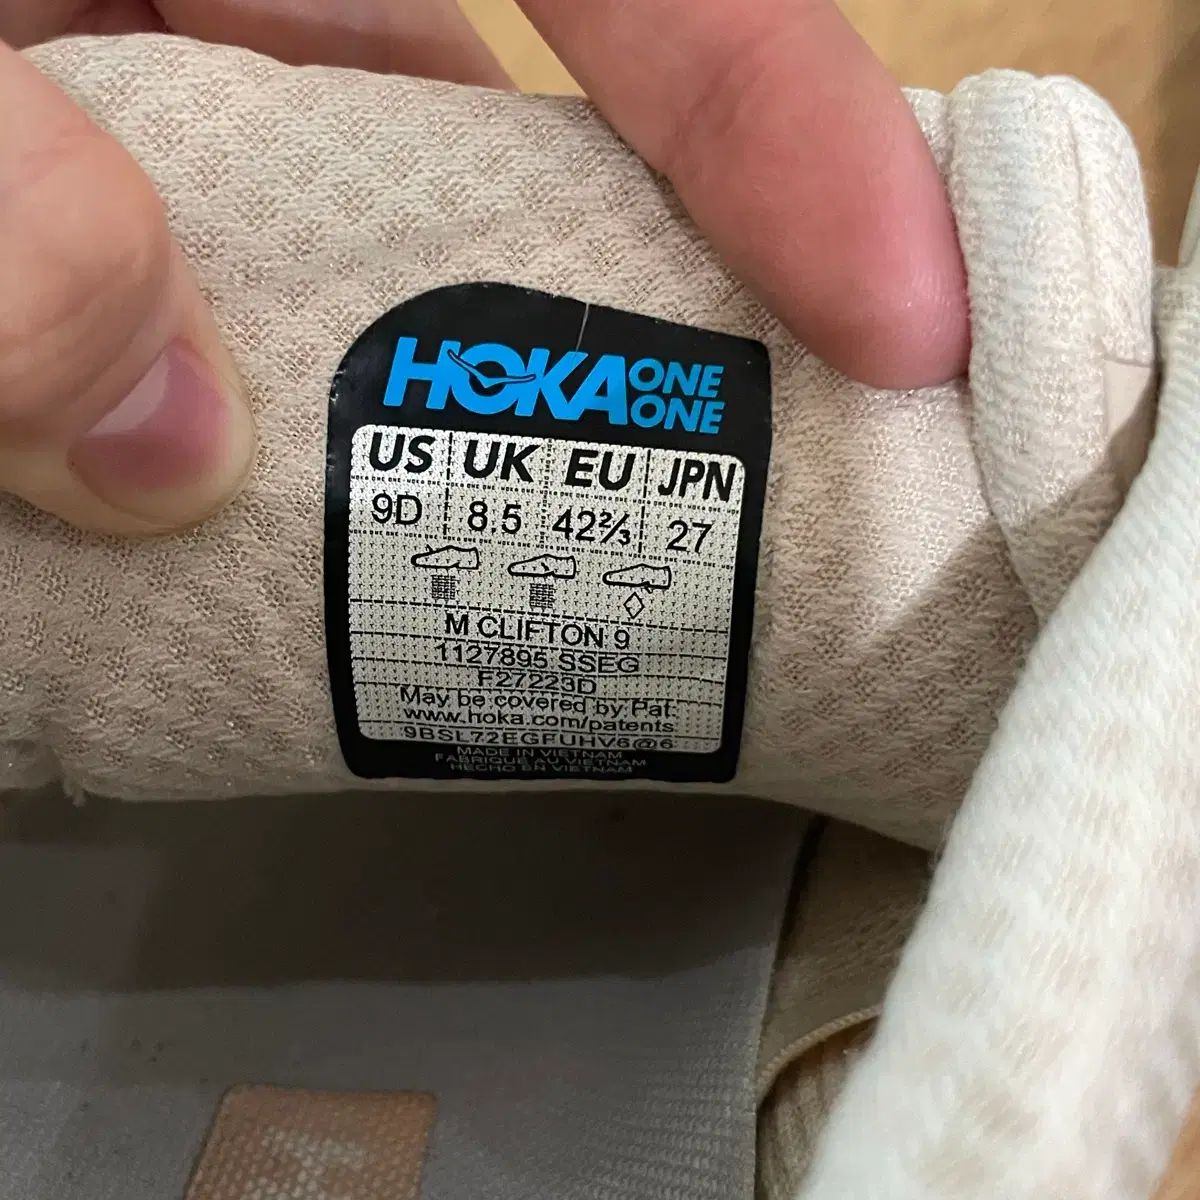 HOKA ONE ONE
US UK EU JPN
9D 8.5 42⅔ 27
M CLIFTON 9
1127895 SSEG
F27223D
May be covered by Pat.
www.hoka.com/patents
9BSL72EGFUHV6@6
MADE IN VIETNAM
FABRIQUE AU VIETNAM
HECHO EN VIETNAM